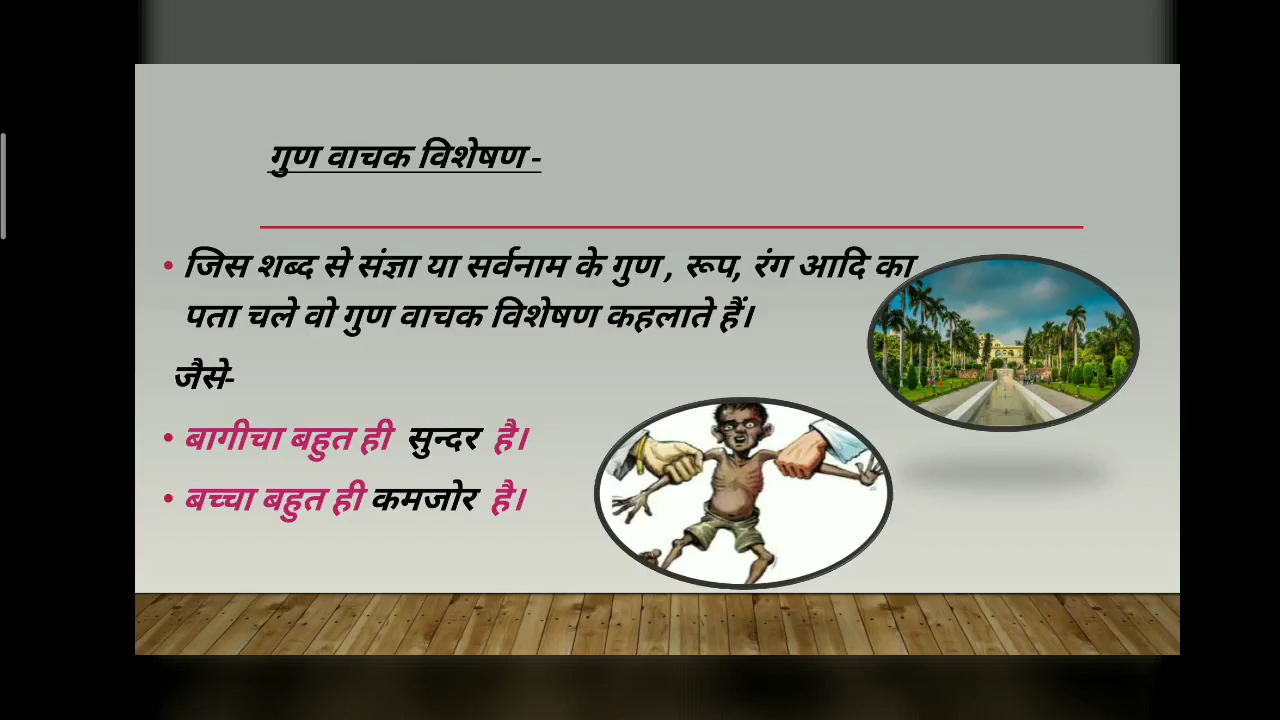 गुण वाचक विशेषण -
जिस शब्द से संज्ञा या सर्वनाम के गुण , रूप, रंग आदि का
पता चले वो गुण वाचक विशेषण कहलाते हैं।
जैसे-
बागीचा बहुत ही सुन्दर है।
बच्चा बहुत ही कमजोर है।